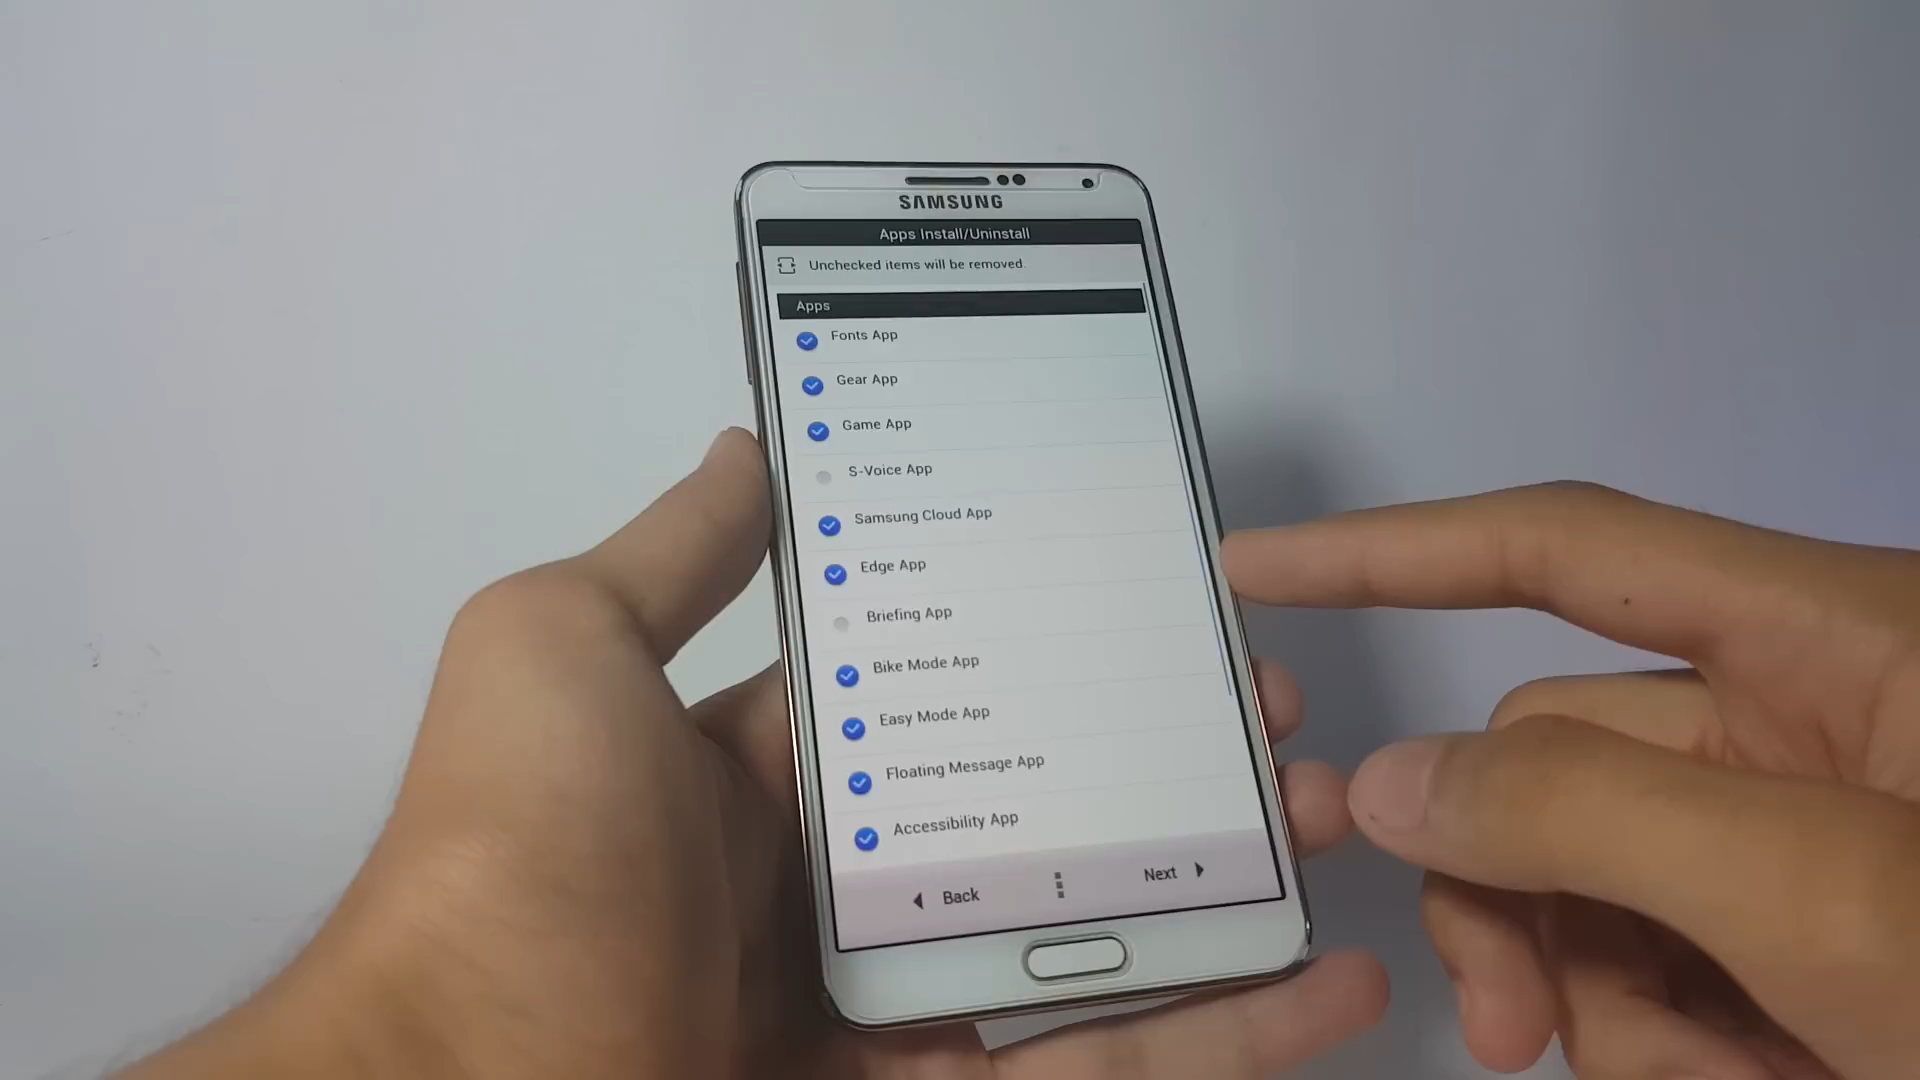 SAMSUNG
Apps Install/Uninstall
Unchecked items will be removed.
Apps
Fonts App
Gear App
Game App
S-Voice App
Samsung Cloud App
Edge App
Briefing App
Bike Mode App
Easy Mode App
Floating Message App
Accessibility App
Back
Next